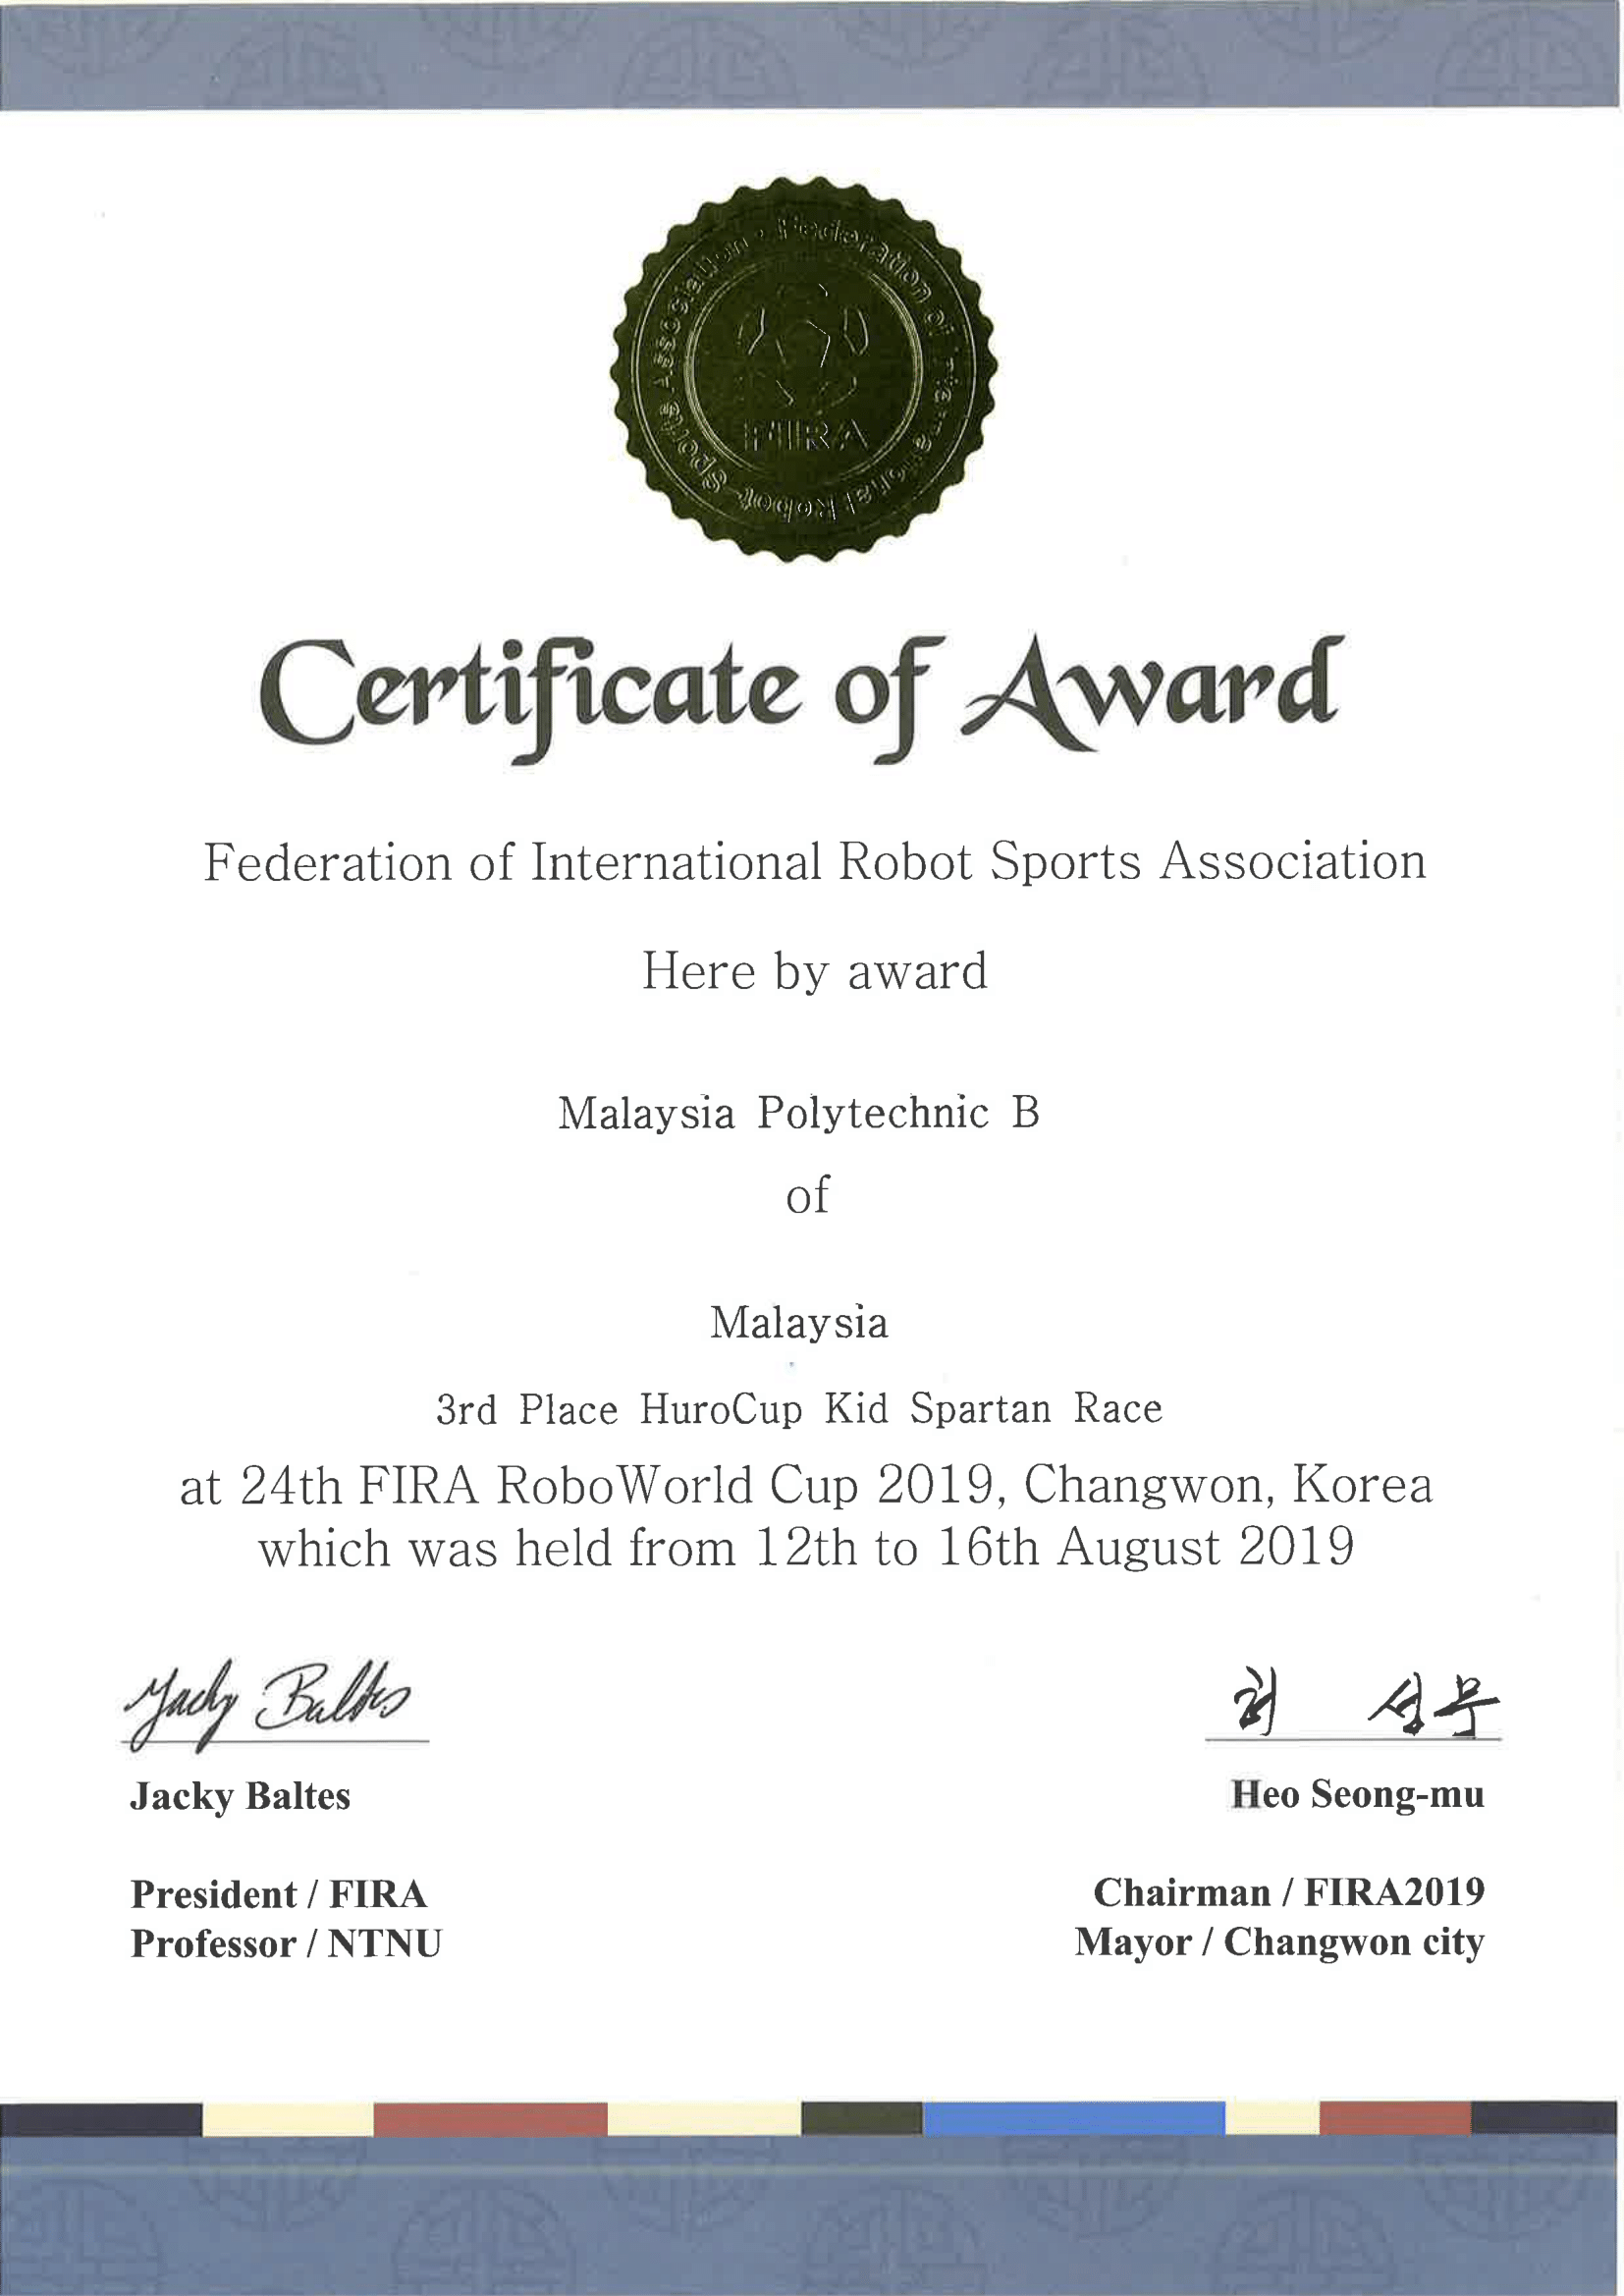 Federation of International Robot Sports Association
FIRA
Certificate of Award
Federation of International Robot Sports Association
Here by award
Malaysia Polytechnic B
of
Malaysia
3rd Place HuroCup Kid Spartan Race
at 24th FIRA RoboWorld Cup 2019, Changwon, Korea
which was held from 12th to 16th August 2019
Jacky Baltes
허 성무
Jacky Baltes
Heo Seong-mu
President / FIRA
Chairman / FIRA2019
Professor / NTNU
Mayor / Changwon city